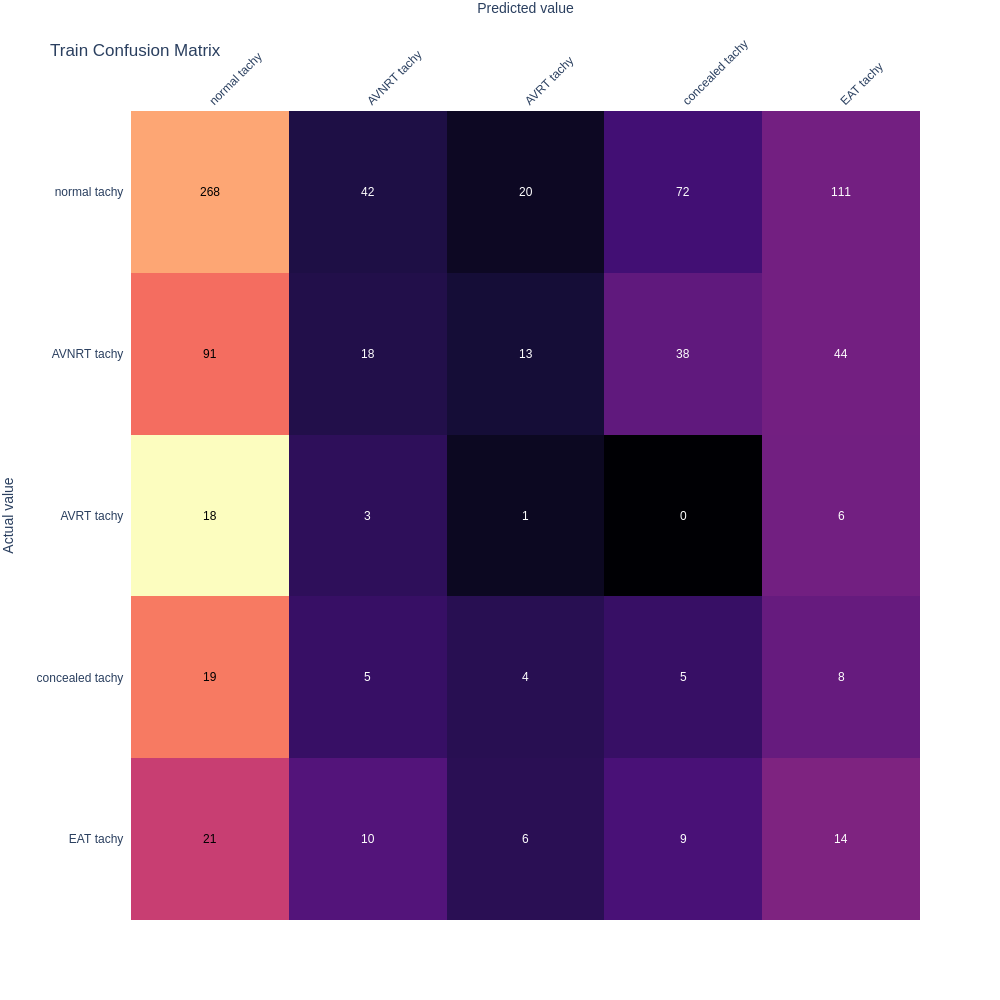 Predicted value
Train Confusion Matrix
normal tachy AVNRT tachy AVRT tachy concealed tachy EAT tachy
normal tachy 268 42 20 72 111
AVNRT tachy 91 18 13 38 44
AVRT tachy 18 3 1 0 6
concealed tachy 19 5 4 5 8
EAT tachy 21 10 6 9 14
Actual value